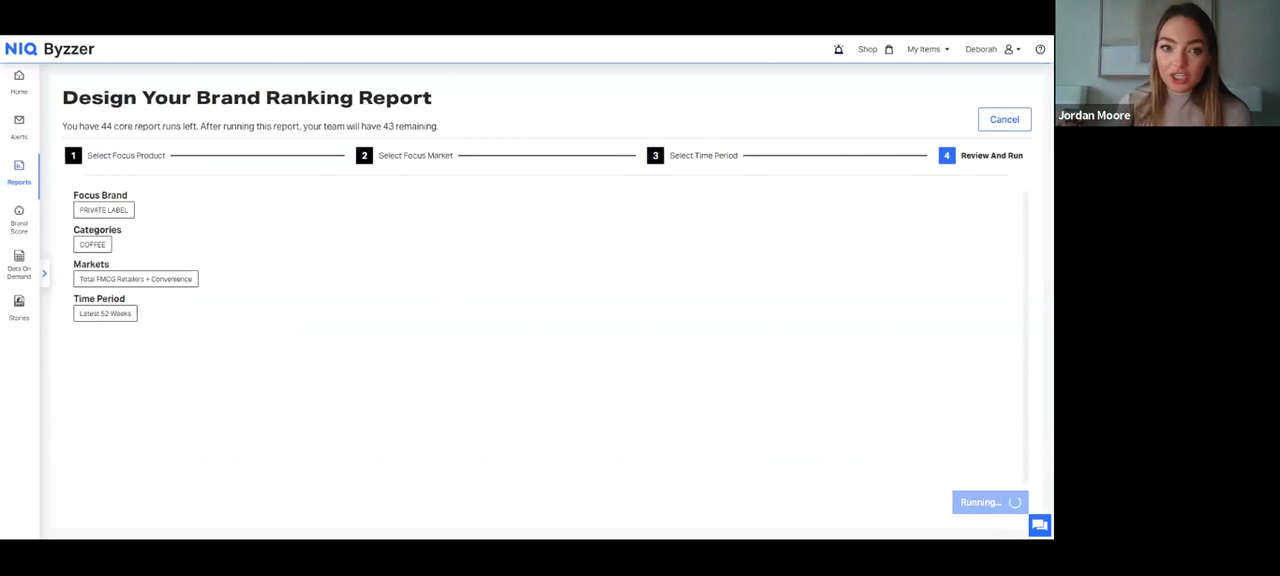 NIQ Byzzer
Shop
My Items
Deborah
Home
Alerts
Reports
Brand
Score
Data On
Demand
Stories
Design Your Brand Ranking Report
You have 44 core report runs left. After running this report, your team will have 43 remaining.
Cancel
1 Select Focus Product
2 Select Focus Market
3 Select Time Period
4 Review And Run
Focus Brand
PRIVATE LABEL
Categories
COFFEE
Markets
Total FMCG Retailers + Convenience
Time Period
Latest 52 Weeks
Running...
Jordan Moore